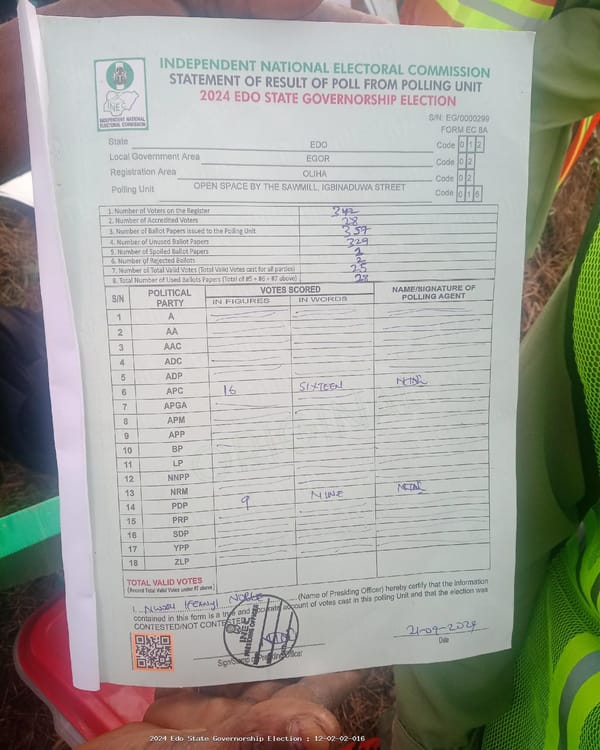 INDEPENDENT NATIONAL ELECTORAL COMMISSION
STATEMENT OF RESULT OF POLL FROM POLLING UNIT
2024 EDO STATE GOVERNORSHIP ELECTION
INEC
INDEPENDENT NATIONAL ELECTORAL COMMISSION
S/N: EG/0000299
FORM EC 8A
State EDO Code 0 1 2
Local Government Area EGOR Code 0 2
Registration Area OLIHA Code 0 2
Polling Unit OPEN SPACE BY THE SAWMILL, IGBINADUWA STREET Code 0 1 6
1. Number of Voters on the Register 342
2. Number of Accredited Voters 28
3. Number of Ballot Papers issued to the Polling Unit 357
4. Number of Unused Ballot Papers 329
5. Number of Spoiled Ballot Papers
6. Number of Rejected Ballots
7. Number of Total Valid Votes (Total Valid Votes cast for all parties) 25
8. Total Number of Used Ballots Papers (Total of #5 + #6 + #7 above) 28
S/N POLITICAL PARTY VOTES SCORED NAME/SIGNATURE OF POLLING AGENT
IN FIGURES IN WORDS
1 A
2 AA
3 AAC
4 ADC
5 ADP
6 APC 16 SIXTEEN
7 APGA
8 APM
9 APP
10 BP
11 LP
12 NNPP
13 NRM
14 PDP 9 NINE
15 PRP
16 SDP
17 YPP
18 ZLP
TOTAL VALID VOTES
(Record Total Valid Votes under #7 above)
I, IFEANYI NOBLE (Name of Presiding Officer) hereby certify that the information
contained in this form is a true and accurate account of votes cast in this polling Unit and that the election was
CONTESTED/NOT CONTESTED
INEC
21-09-2024
Sign/Stamp of Presiding Officer
Date
2024 Edo State Governorship Election : 12-02-02-016